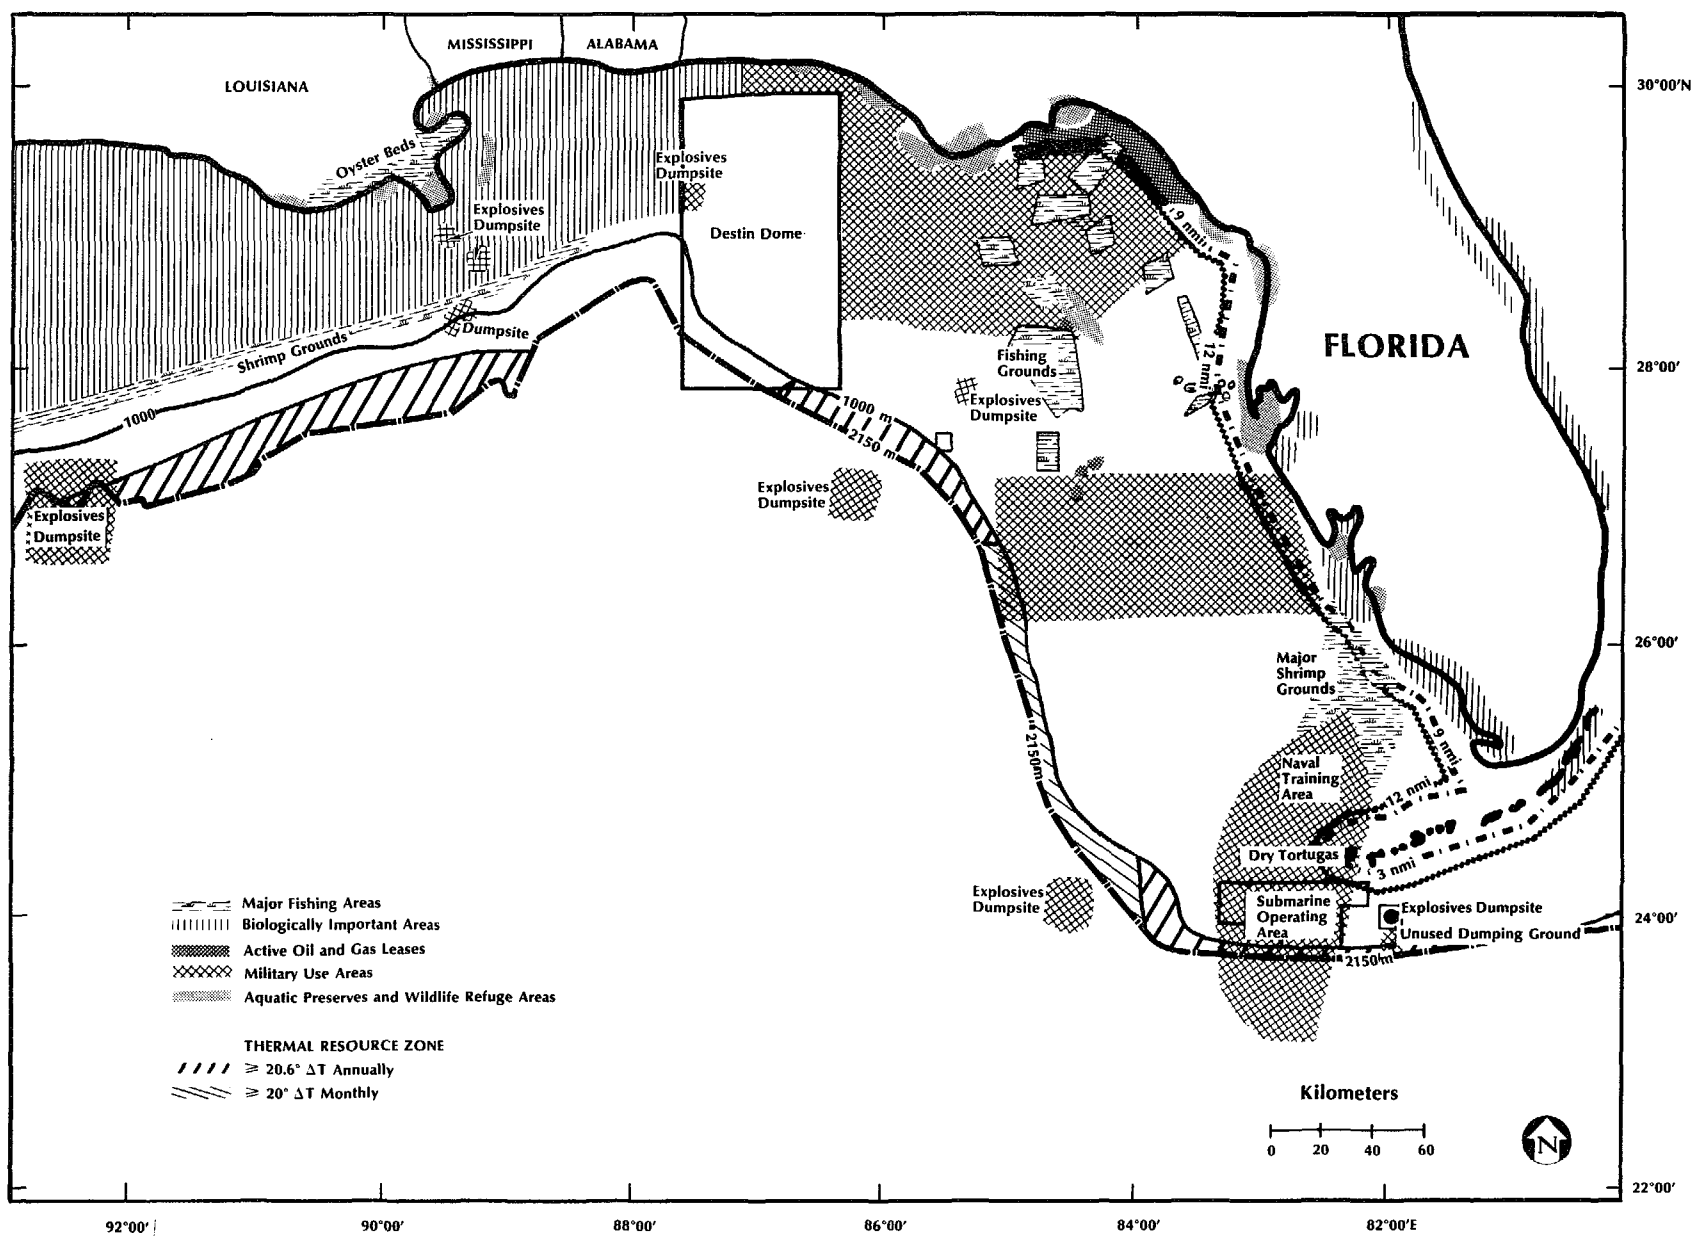 MISSISSIPPI
ALABAMA
LOUISIANA
30°00'N
Oyster Beds
Explosives
Dumpsite
Explosives
Dumpsite
Destin Dome
9 nmi
Dumpsite
Shrimp Grounds
FLORIDA
12 nmi
Fishing
Grounds
28°00'
Explosives
Dumpsite
1000
1000 m
2150 m
Explosives
Dumpsite
Explosives
Dumpsite
26°00'
Major
Shrimp
Grounds
2150m
9 nmi
Naval
Training
Area
12 nmi
Dry Tortugas
3 nmi
Explosives
Dumpsite
Submarine
Operating
Area
Explosives Dumpsite
Unused Dumping Ground
24°00'
2150m
Major Fishing Areas
Biologically Important Areas
Active Oil and Gas Leases
Military Use Areas
Aquatic Preserves and Wildlife Refuge Areas
THERMAL RESOURCE ZONE
≥ 20.6° ΔT Annually
≥ 20° ΔT Monthly
Kilometers
0 20 40 60
N
22°00'
92°00' 90°00' 88°00' 86°00' 84°00' 82°00'E